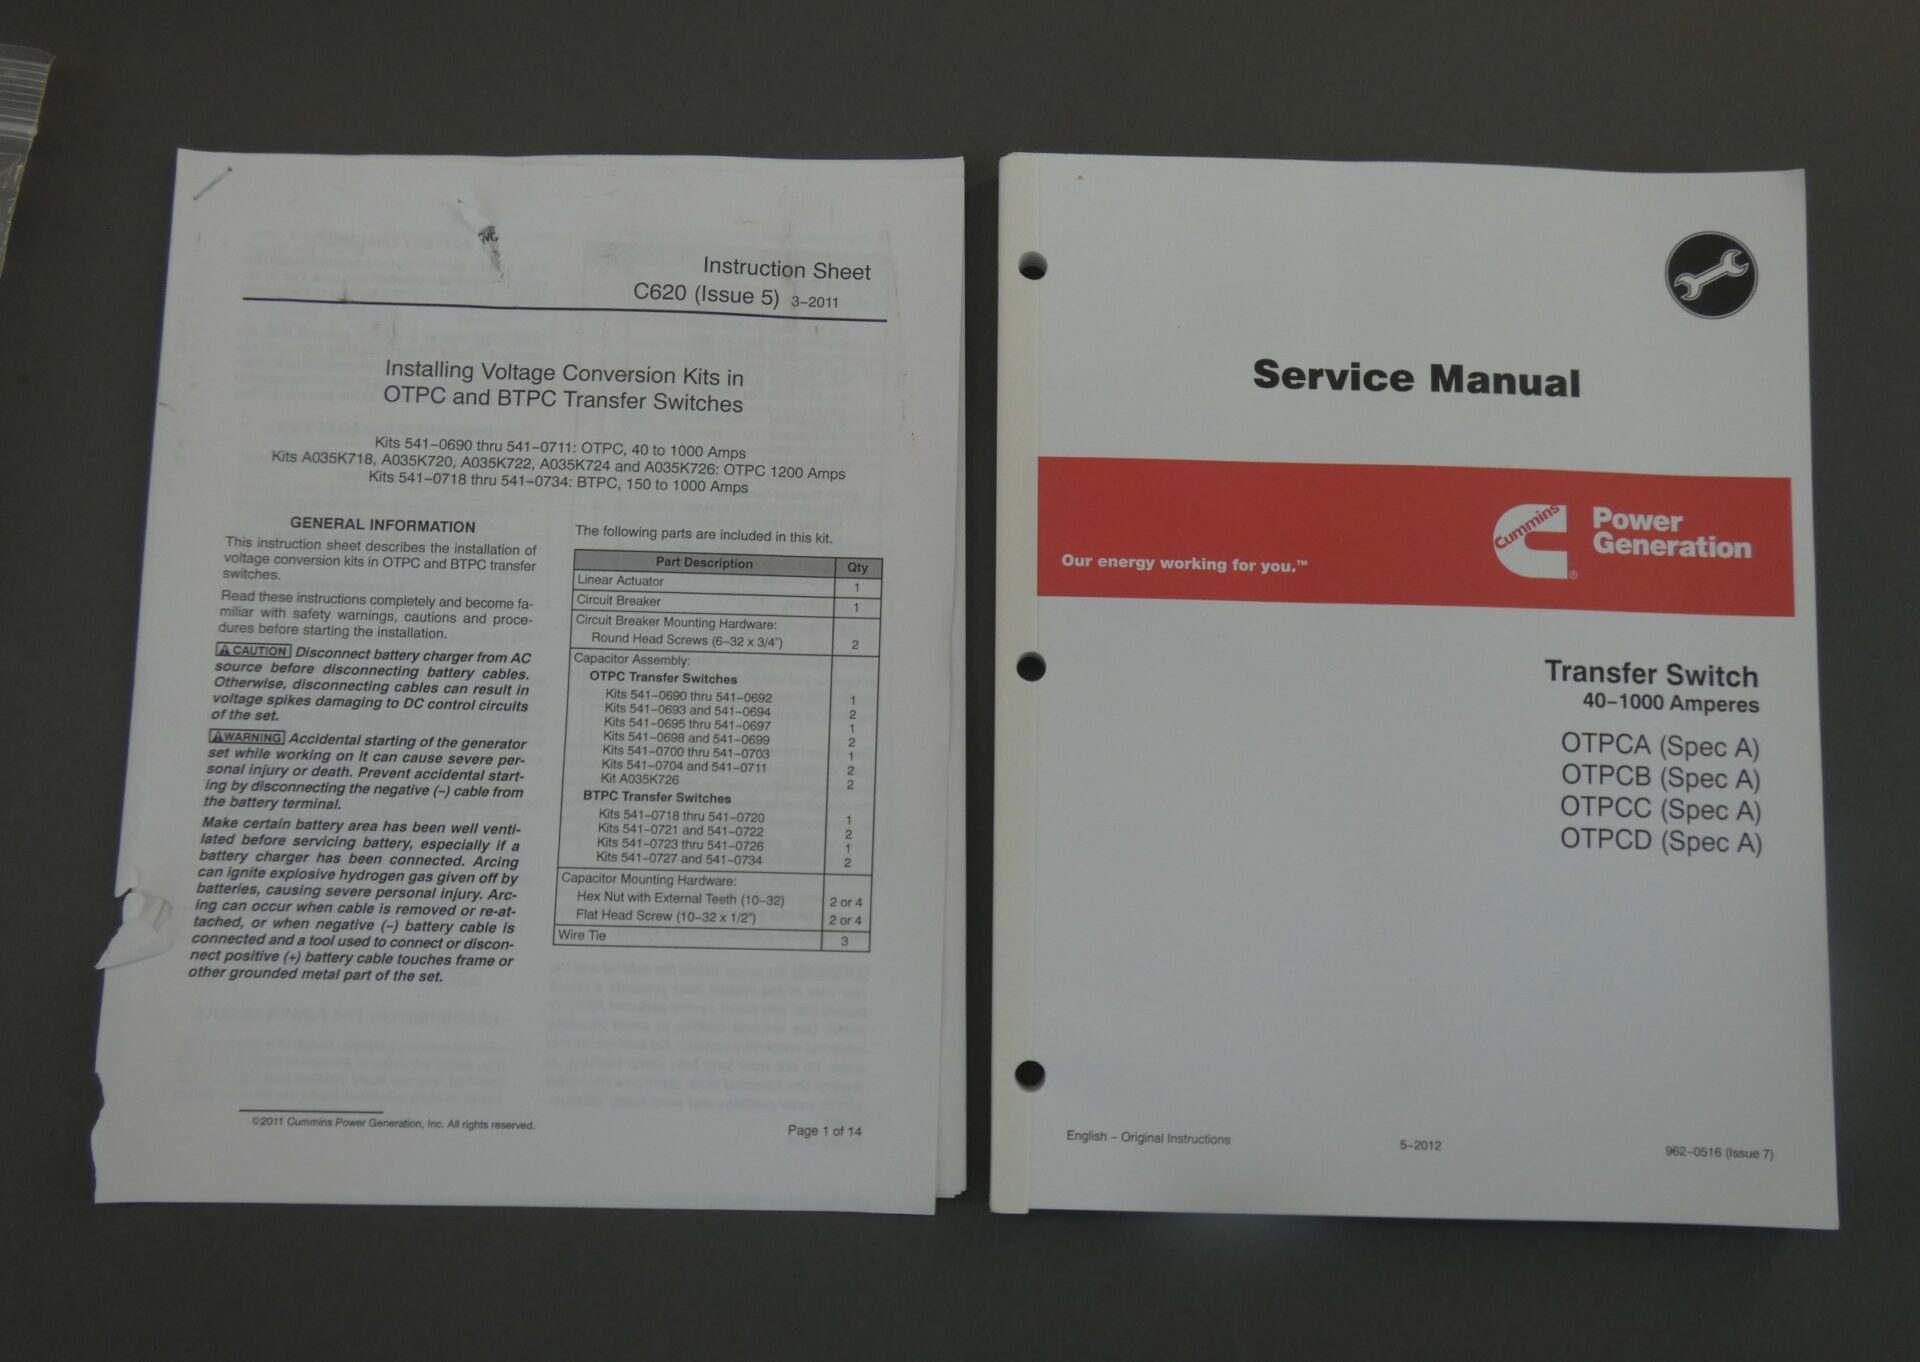 Instruction Sheet
C620 (Issue 5) 3–2011
Installing Voltage Conversion Kits in
OTPC and BTPC Transfer Switches
Kits 541–0690 thru 541–0711: OTPC, 40 to 1000 Amps
Kits A035K718, A035K720, A035K722, A035K724 and A035K726: OTPC 1200 Amps
Kits 541–0718 thru 541–0734: BTPC, 150 to 1000 Amps
GENERAL INFORMATION
This instruction sheet describes the installation of
voltage conversion kits in OTPC and BTPC transfer
switches.
Read these instructions completely and become fa-
miliar with safety warnings, cautions and proce-
dures before starting the installation.
CAUTION Disconnect battery charger from AC
source before disconnecting battery cables.
Otherwise, disconnecting cables can result in
voltage spikes damaging to DC control circuits
of the set.
WARNING Accidental starting of the generator
set while working on it can cause severe per-
sonal injury or death. Prevent accidental start-
ing by disconnecting the negative (–) cable from
the battery terminal.
Make certain battery area has been well venti-
lated before servicing battery, especially if a
battery charger has been connected. Arcing
can ignite explosive hydrogen gas given off by
batteries, causing severe personal injury. Arc-
ing can occur when cable is removed or re-at-
tached, or when negative (–) battery cable is
connected and a tool used to connect or discon-
nect positive (+) battery cable touches frame or
other grounded metal part of the set.
The following parts are included in this kit.
Part Description Qty
Linear Actuator 1
Circuit Breaker 1
Circuit Breaker Mounting Hardware:
Round Head Screws (6–32 x 3/4") 2
Capacitor Assembly:
OTPC Transfer Switches
Kits 541–0690 thru 541–0692 1
Kits 541–0693 and 541–0694 2
Kits 541–0695 thru 541–0697 1
Kits 541–0698 and 541–0699 2
Kits 541–0700 thru 541–0703 1
Kits 541–0704 and 541–0711 2
Kit A035K726 2
BTPC Transfer Switches
Kits 541–0718 thru 541–0720 1
Kits 541–0721 and 541–0722 2
Kits 541–0723 thru 541–0726 1
Kits 541–0727 and 541–0734 2
Capacitor Mounting Hardware:
Hex Nut with External Teeth (10–32) 2 or 4
Flat Head Screw (10–32 x 1/2") 2 or 4
Wire Tie 3
©2011 Cummins Power Generation, Inc. All rights reserved.
Page 1 of 14
Service Manual
Our energy working for you.™
Cummins
Power
Generation
Transfer Switch
40–1000 Amperes
OTPCA (Spec A)
OTPCB (Spec A)
OTPCC (Spec A)
OTPCD (Spec A)
English – Original Instructions 5–2012 962–0516 (Issue 7)